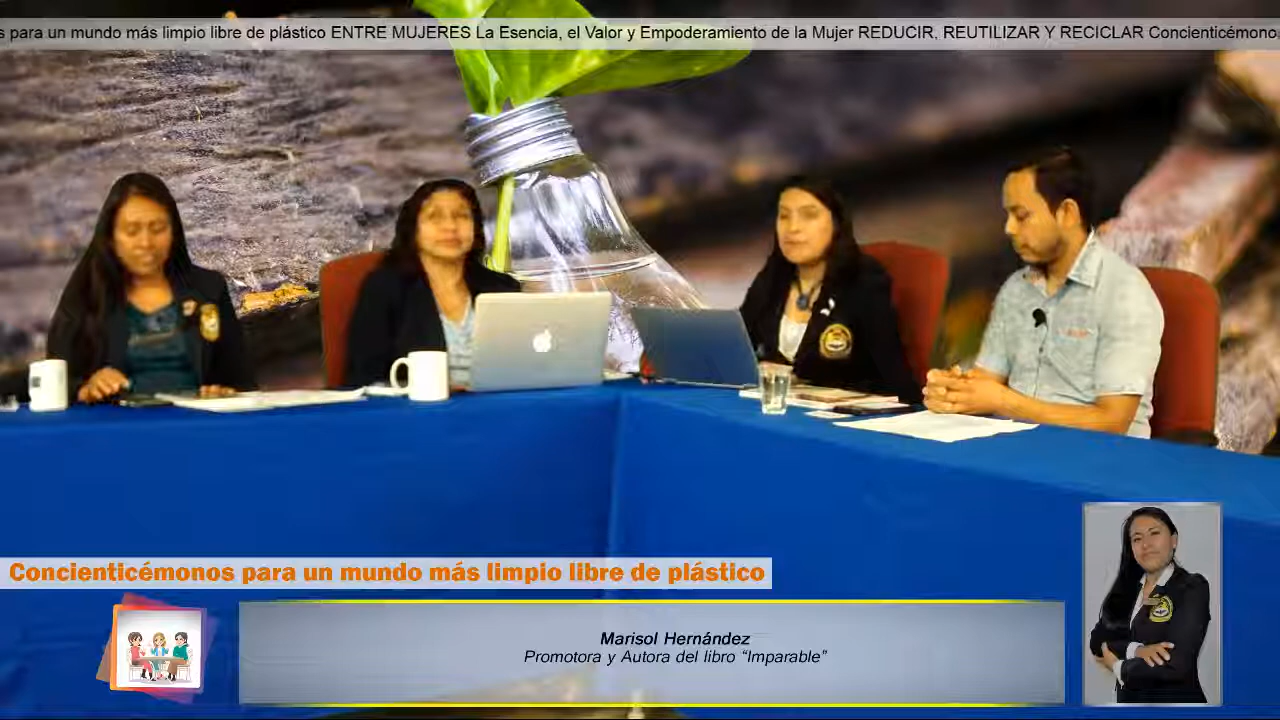 s para un mundo más limpio libre de plástico ENTRE MUJERES La Esencia, el Valor y Empoderamiento de la Mujer REDUCIR, REUTILIZAR Y RECICLAR Concienticémono
Concienticémonos para un mundo más limpio libre de plástico
Marisol Hernández
Promotora y Autora del libro “Imparable”